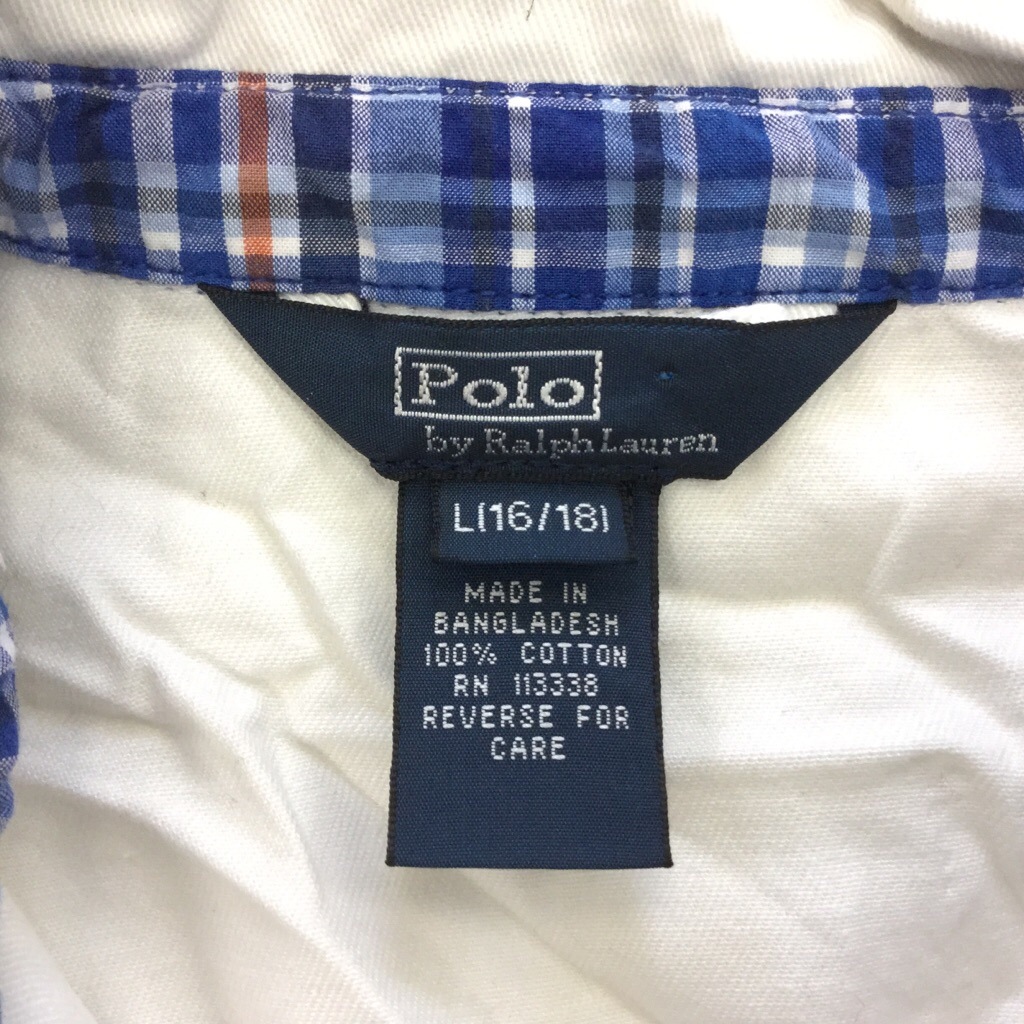 Polo
by Ralph Lauren
L(16/18)
MADE IN
BANGLADESH
100% COTTON
RN 113338
REVERSE FOR
CARE